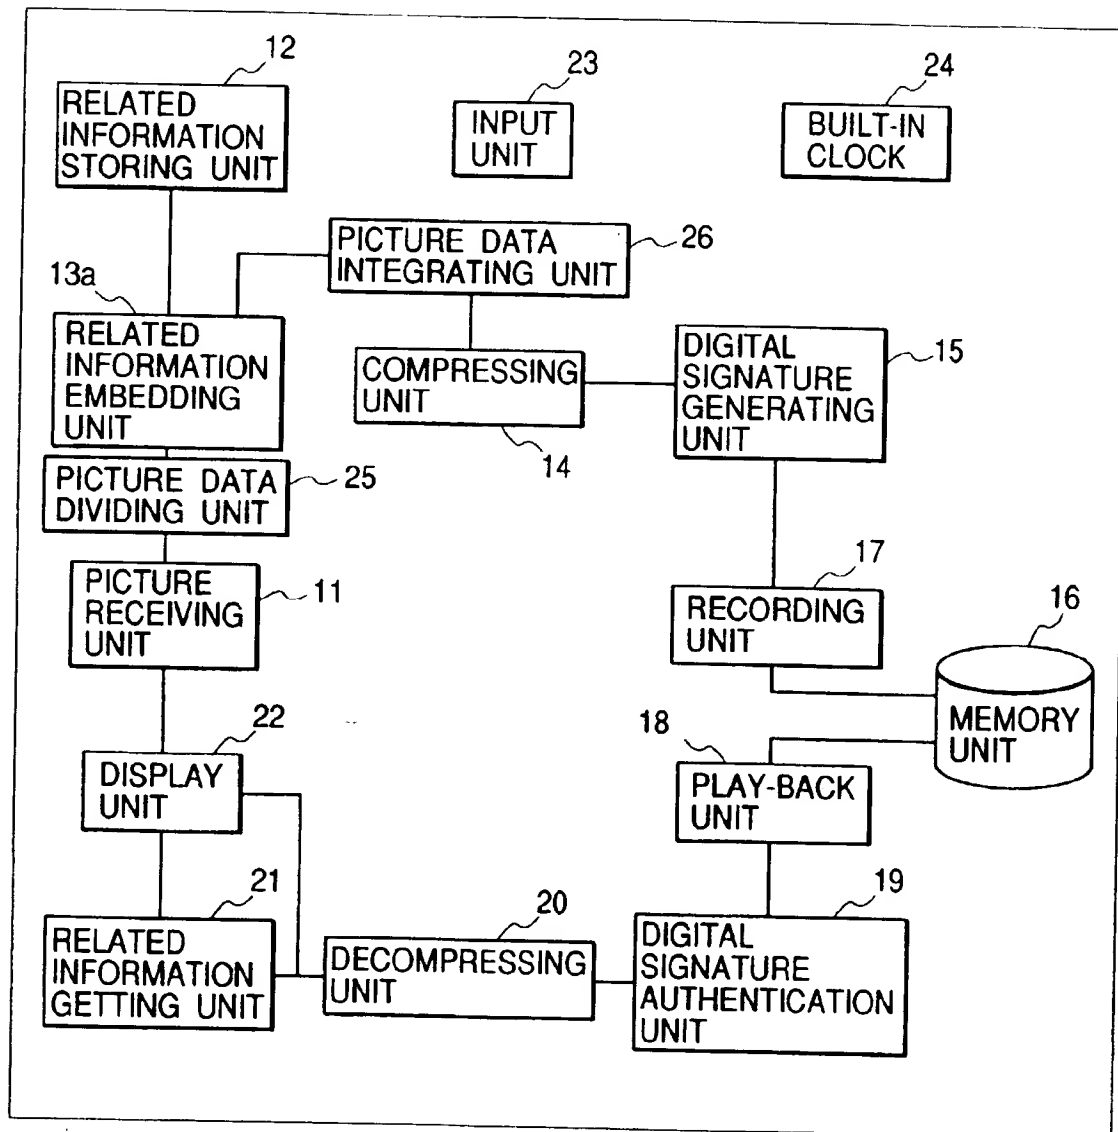 12
RELATED
INFORMATION
STORING UNIT
23
INPUT
UNIT
24
BUILT-IN
CLOCK
13a
RELATED
INFORMATION
EMBEDDING
UNIT
PICTURE DATA
INTEGRATING UNIT
26
COMPRESSING
UNIT
14
DIGITAL
SIGNATURE
GENERATING
UNIT
15
PICTURE DATA
DIVIDING UNIT
25
PICTURE
RECEIVING
UNIT
11
17
RECORDING
UNIT
16
MEMORY
UNIT
22
DISPLAY
UNIT
18
PLAY-BACK
UNIT
21
RELATED
INFORMATION
GETTING UNIT
20
DECOMPRESSING
UNIT
19
DIGITAL
SIGNATURE
AUTHENTICATION
UNIT